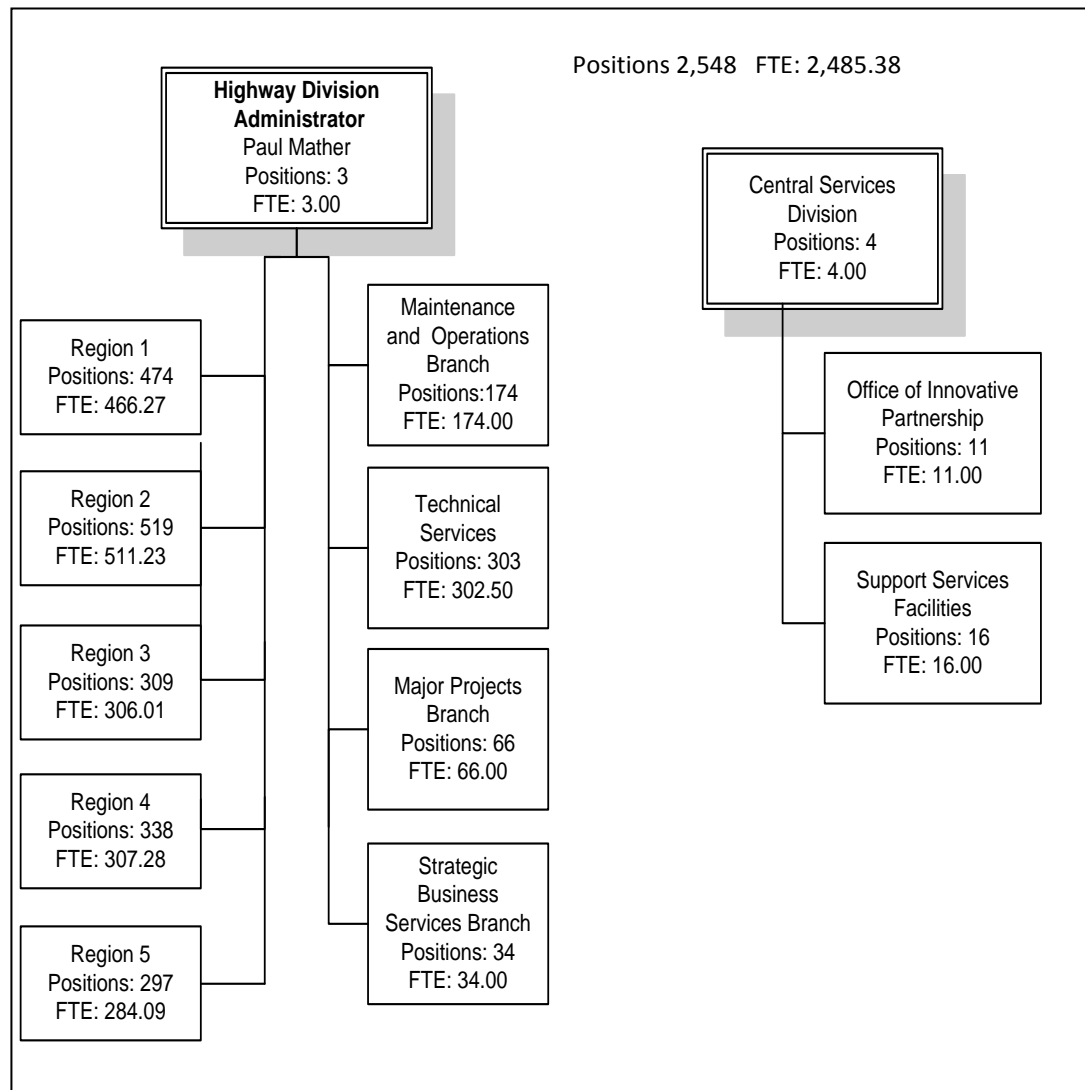 Positions 2,548   FTE: 2,485.38
Highway Division
Administrator
Paul Mather
Positions: 3
FTE: 3.00
Region 1
Positions: 474
FTE: 466.27
Region 2
Positions: 519
FTE: 511.23
Region 3
Positions: 309
FTE: 306.01
Region 4
Positions: 338
FTE: 307.28
Region 5
Positions: 297
FTE: 284.09
Maintenance
and  Operations
Branch
Positions:174
FTE: 174.00
Technical
Services
Positions: 303
FTE: 302.50
Major Projects
Branch
Positions: 66
FTE: 66.00
Strategic
Business
Services Branch
Positions: 34
FTE: 34.00
Central Services
Division
Positions: 4
FTE: 4.00
Office of Innovative
Partnership
Positions: 11
FTE: 11.00
Support Services
Facilities
Positions: 16
FTE: 16.00